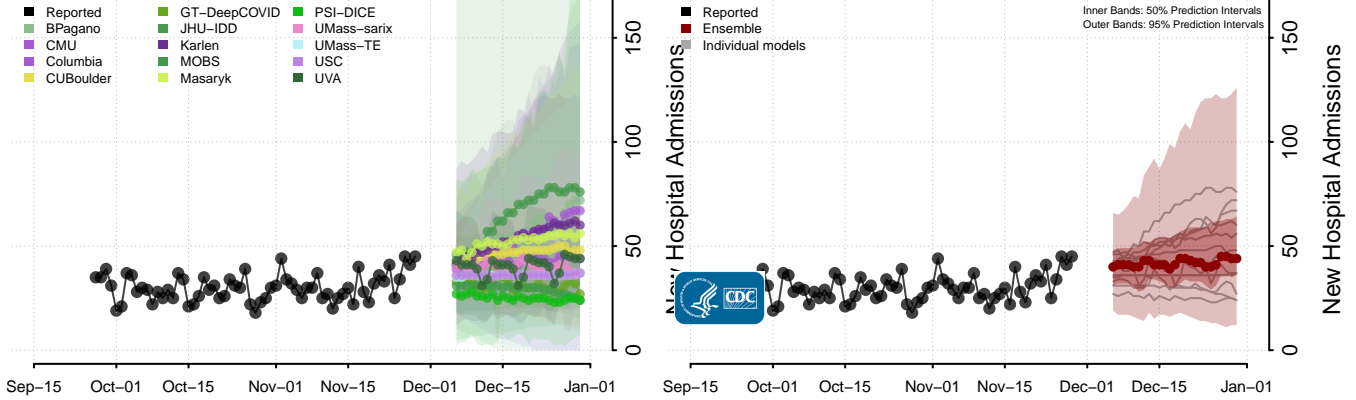 Reported
BPagano
CMU
Columbia
CUBoulder
GT−DeepCOVID
JHU−IDD
Karlen
MOBS
Masaryk
PSI−DICE
UMass−sarix
UMass−TE
USC
UVA
0
50
100
150
New Hospital Admissions
Sep−15
Oct−01
Oct−15
Nov−01
Nov−15
Dec−01
Dec−15
Jan−01
Reported
Ensemble
Individual models
Inner Bands: 50% Prediction Intervals
Outer Bands: 95% Prediction Intervals
CDC
0
50
100
150
New Hospital Admissions
Sep−15
Oct−01
Oct−15
Nov−01
Nov−15
Dec−01
Dec−15
Jan−01